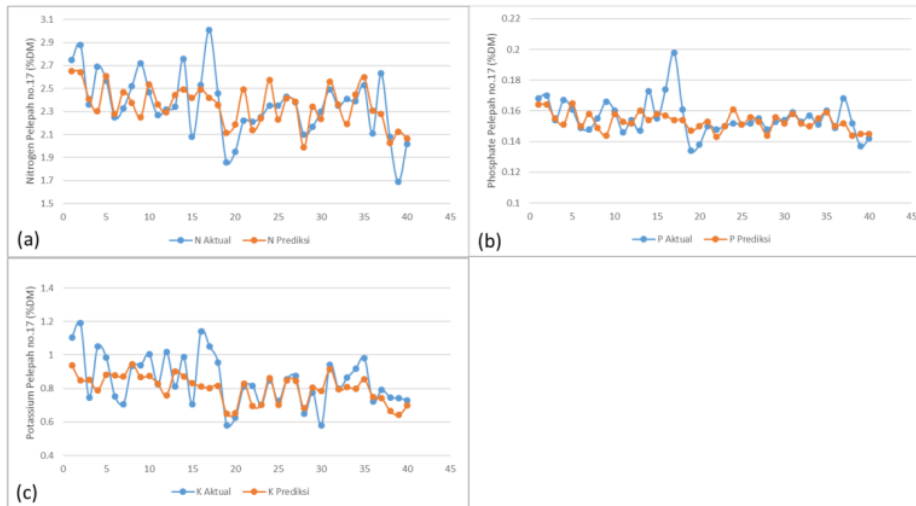 Nitrogen Pelepah no.17 (%DM)
3.1
2.9
2.7
2.5
2.3
2.1
1.9
1.7
1.5
0 5 10 15 20 25 30 35 40 45
N Aktual N Prediksi
(a)
Phosphate Pelepah no.17 (%DM)
0.22
0.2
0.18
0.16
0.14
0.12
0.1
0 5 10 15 20 25 30 35 40 45
P Aktual P Prediksi
(b)
Potassium Pelepah no.17 (%DM)
1.4
1.2
1
0.8
0.6
0.4
0 5 10 15 20 25 30 35 40 45
K Aktual K Prediksi
(c)